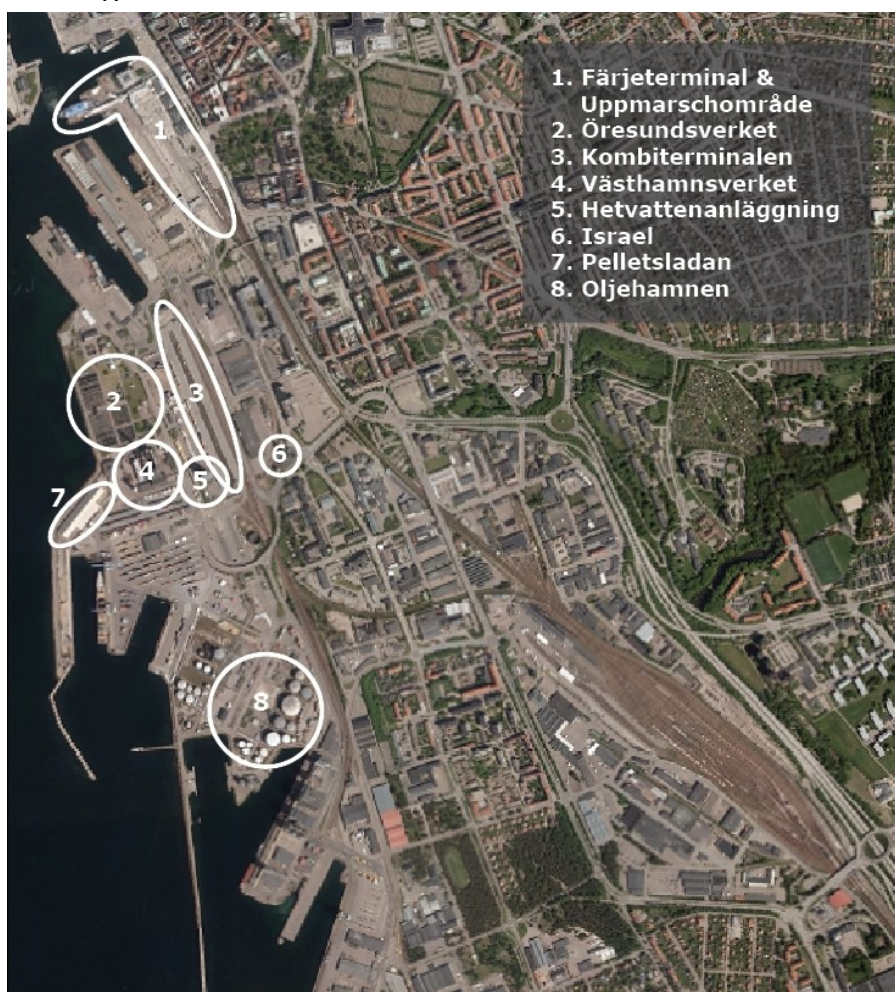 1. Färjeterminal &
Uppmarschområde
2. Öresundsverket
3. Kombiterminalen
4. Västhamnsverket
5. Hetvattenanläggning
6. Israel
7. Pelletsladan
8. Oljehamnen
1
2
3
4
5
6
7
8